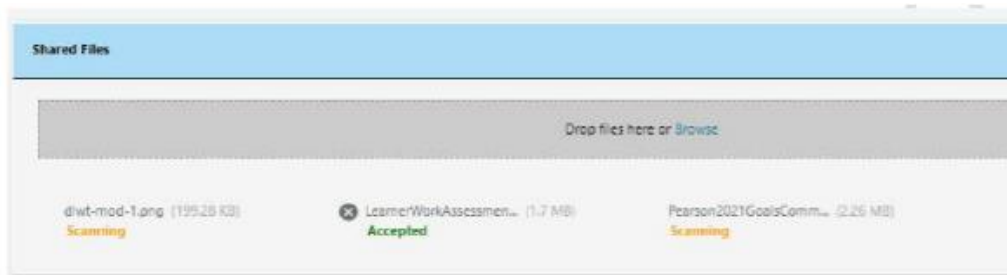 Shared Files
Drop files here or Browse
dlwt-mod-1.png (199.28 KB) LearnerWorkAssessmen... (1.7 MB) Pearson2021GoalsComm... (2.26 MB)
Scanning Accepted Scanning